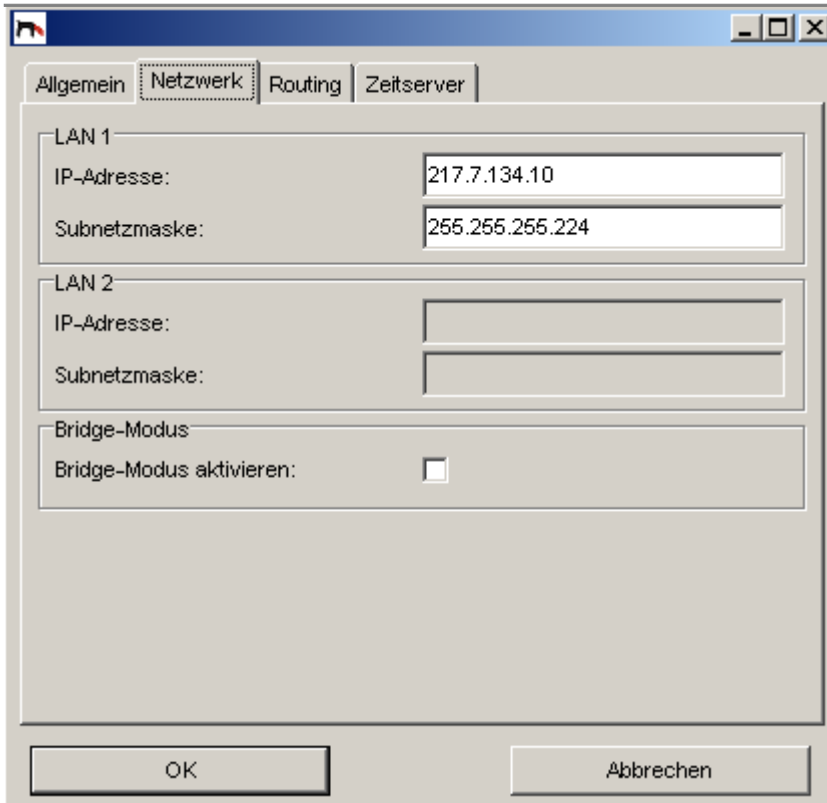 Allgemein Netzwerk Routing Zeitserver
LAN 1
IP-Adresse: 217.7.134.10
Subnetzmaske: 255.255.255.224
LAN 2
IP-Adresse:
Subnetzmaske:
Bridge-Modus
Bridge-Modus aktivieren:
OK Abbrechen